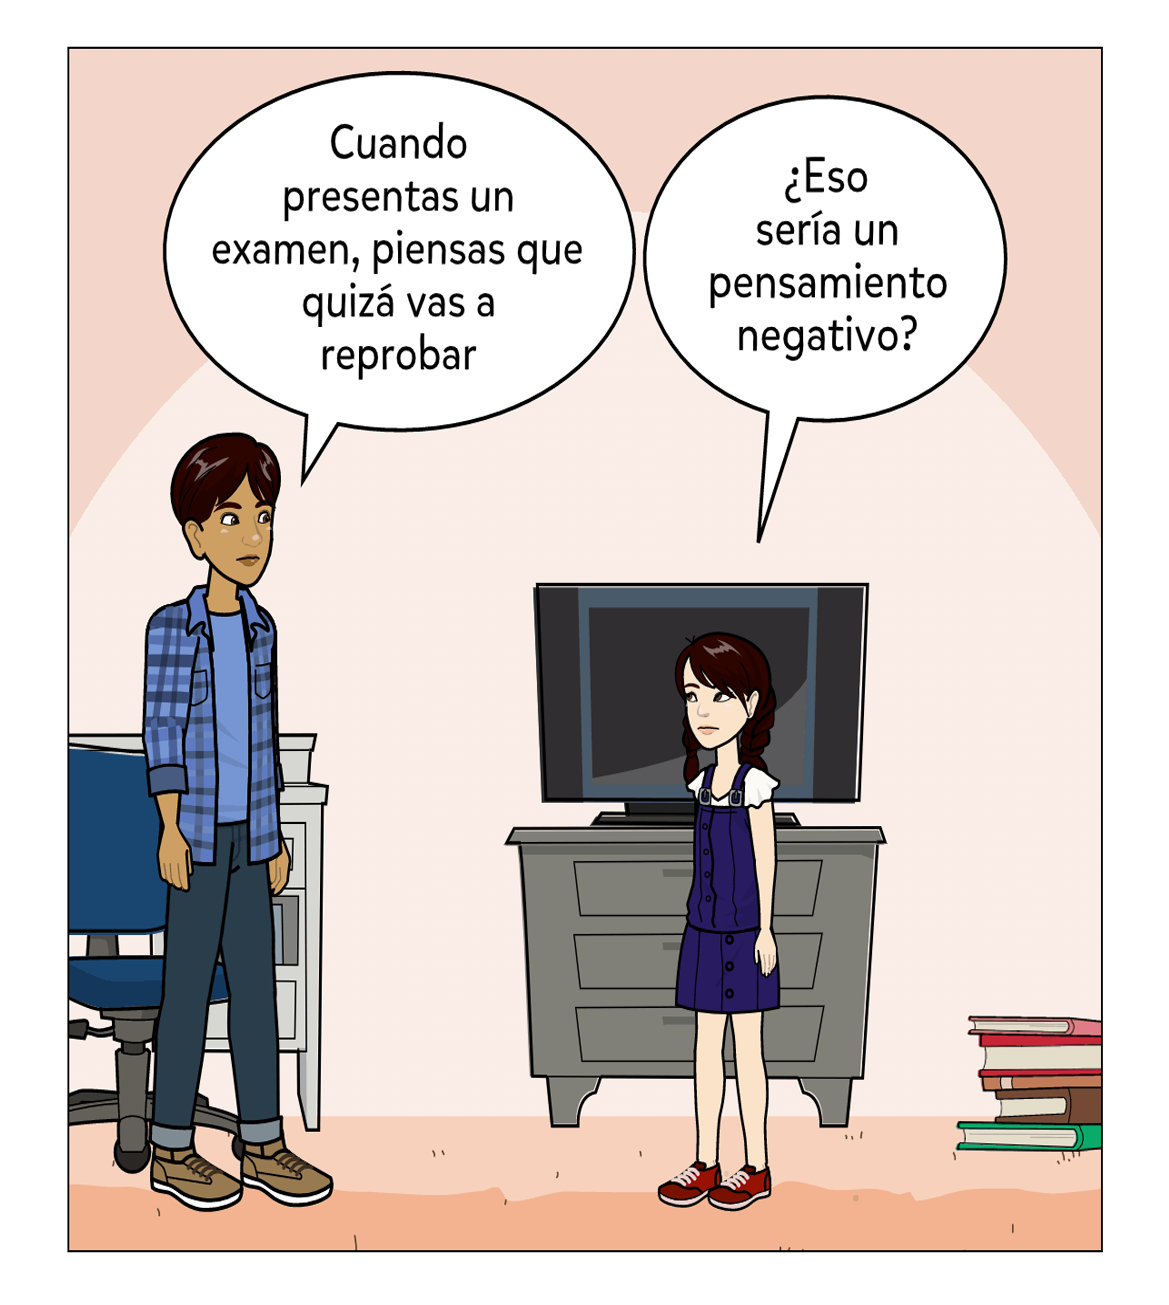 Cuando
presentas un
examen, piensas que
quizá vas a
reprobar
¿Eso
sería un
pensamiento
negativo?